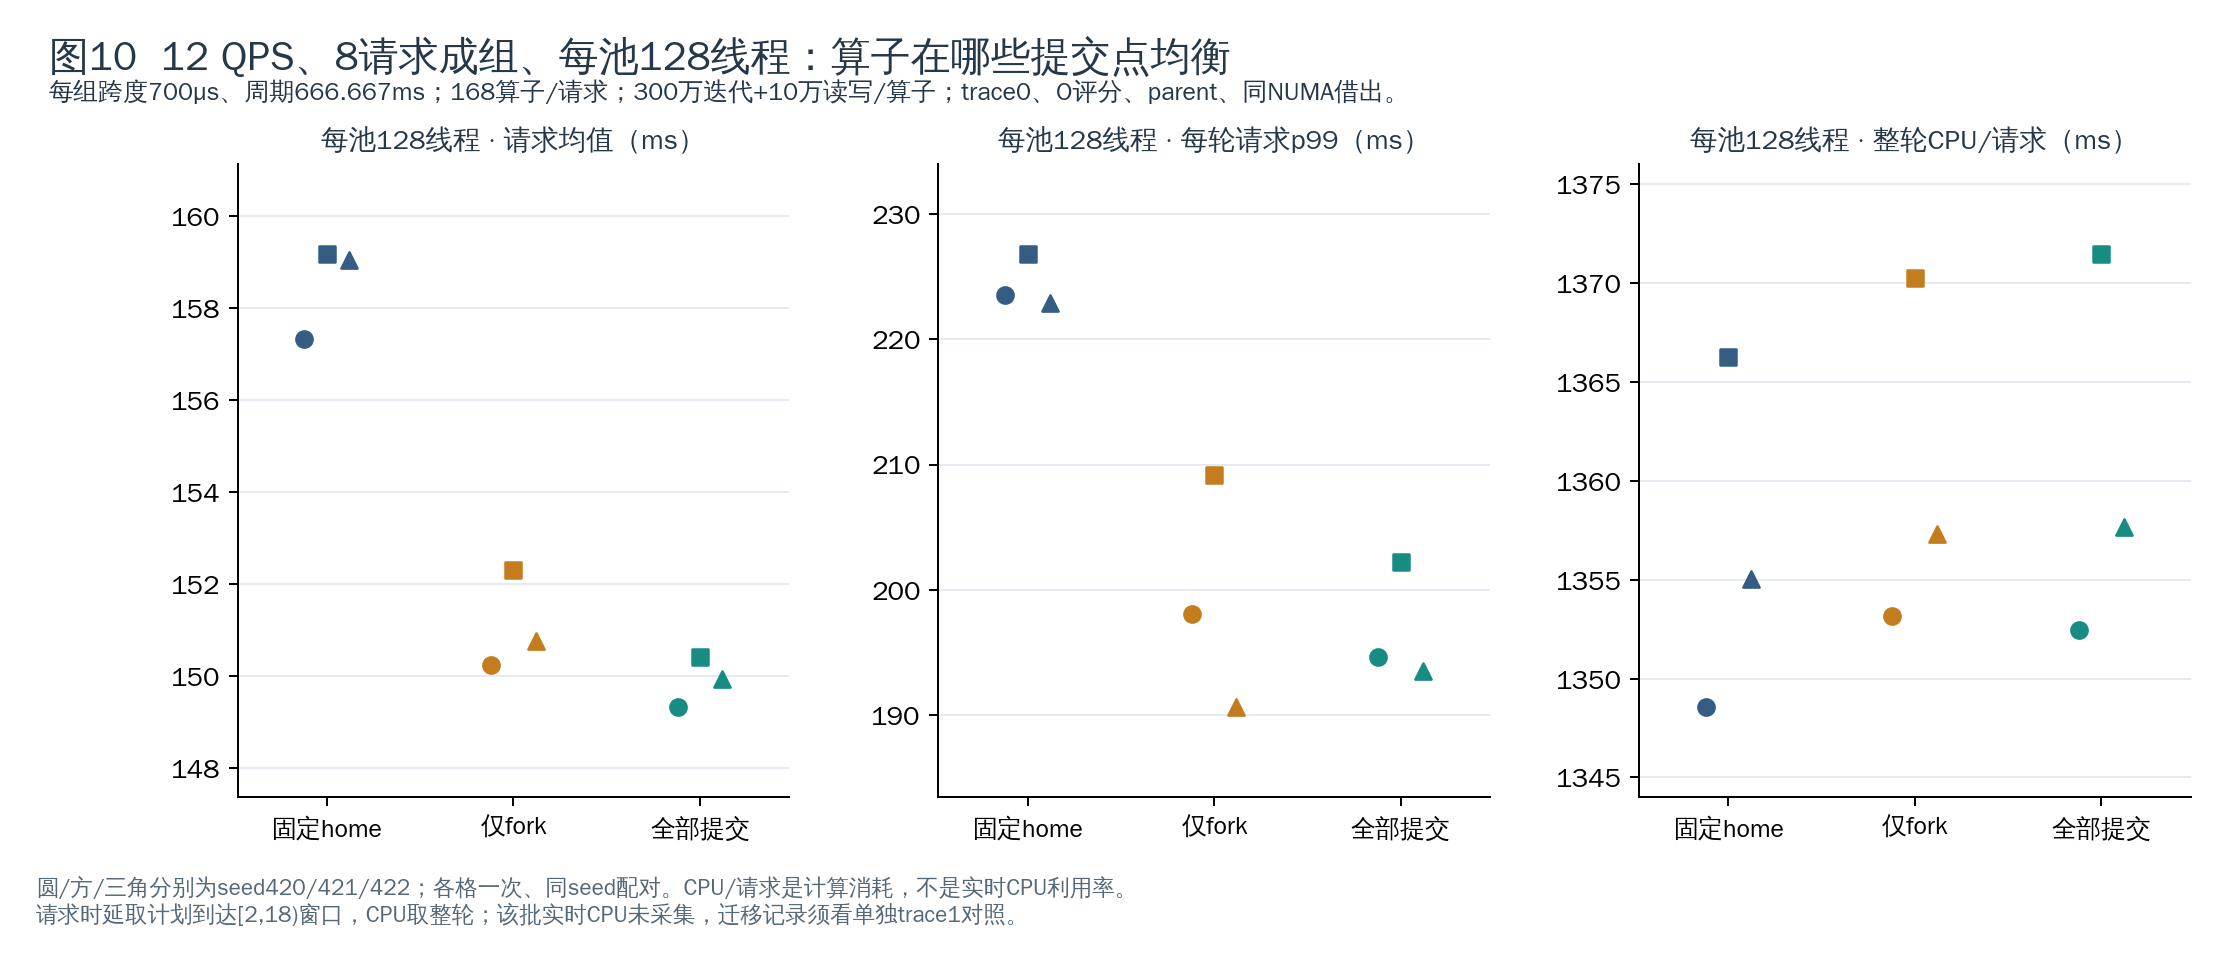 图10  12 QPS、8请求成组、每池128线程：算子在哪些提交点均衡
每组跨度700μs、周期666.667ms；168算子/请求；300万迭代+10万读写/算子；trace0、0评分、parent、同NUMA借出。
每池128线程 · 请求均值（ms）
160
158
156
154
152
150
148
固定home
仅fork
全部提交
每池128线程 · 每轮请求p99（ms）
230
220
210
200
190
固定home
仅fork
全部提交
每池128线程 · 整轮CPU/请求（ms）
1375
1370
1365
1360
1355
1350
1345
固定home
仅fork
全部提交
圆/方/三角分别为seed420/421/422；各格一次、同seed配对。CPU/请求是计算消耗，不是实时CPU利用率。
请求时延取计划到达[2,18)窗口，CPU取整轮；该批实时CPU未采集，迁移记录须看单独trace1对照。